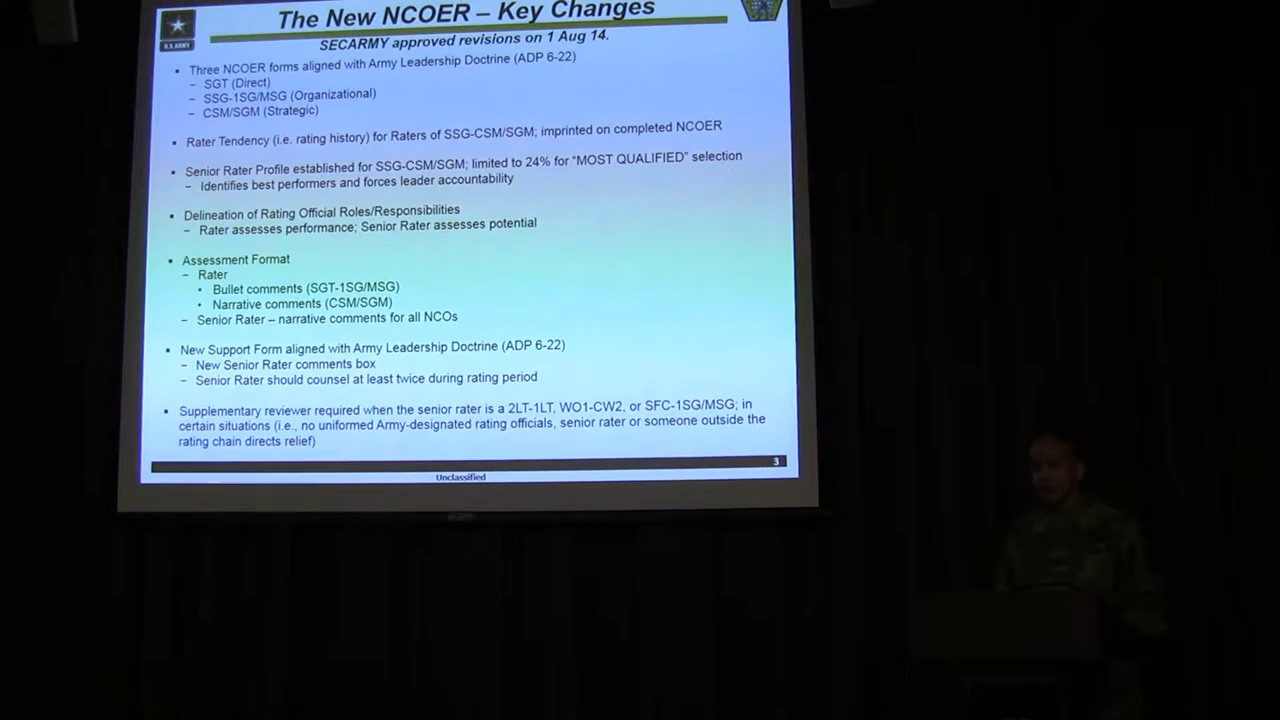 The New NCOER – Key Changes
SECARMY approved revisions on 1 Aug 14.
U.S. ARMY
▪ Three NCOER forms aligned with Army Leadership Doctrine (ADP 6-22)
– SGT (Direct)
– SSG-1SG/MSG (Organizational)
– CSM/SGM (Strategic)
▪ Rater Tendency (i.e. rating history) for Raters of SSG-CSM/SGM; imprinted on completed NCOER
▪ Senior Rater Profile established for SSG-CSM/SGM; limited to 24% for “MOST QUALIFIED” selection
– Identifies best performers and forces leader accountability
▪ Delineation of Rating Official Roles/Responsibilities
– Rater assesses performance; Senior Rater assesses potential
▪ Assessment Format
– Rater
• Bullet comments (SGT-1SG/MSG)
• Narrative comments (CSM/SGM)
– Senior Rater – narrative comments for all NCOs
▪ New Support Form aligned with Army Leadership Doctrine (ADP 6-22)
– New Senior Rater comments box
– Senior Rater should counsel at least twice during rating period
▪ Supplementary reviewer required when the senior rater is a 2LT-1LT, WO1-CW2, or SFC-1SG/MSG; in
certain situations (i.e., no uniformed Army-designated rating officials, senior rater or someone outside the
rating chain directs relief)
3
Unclassified